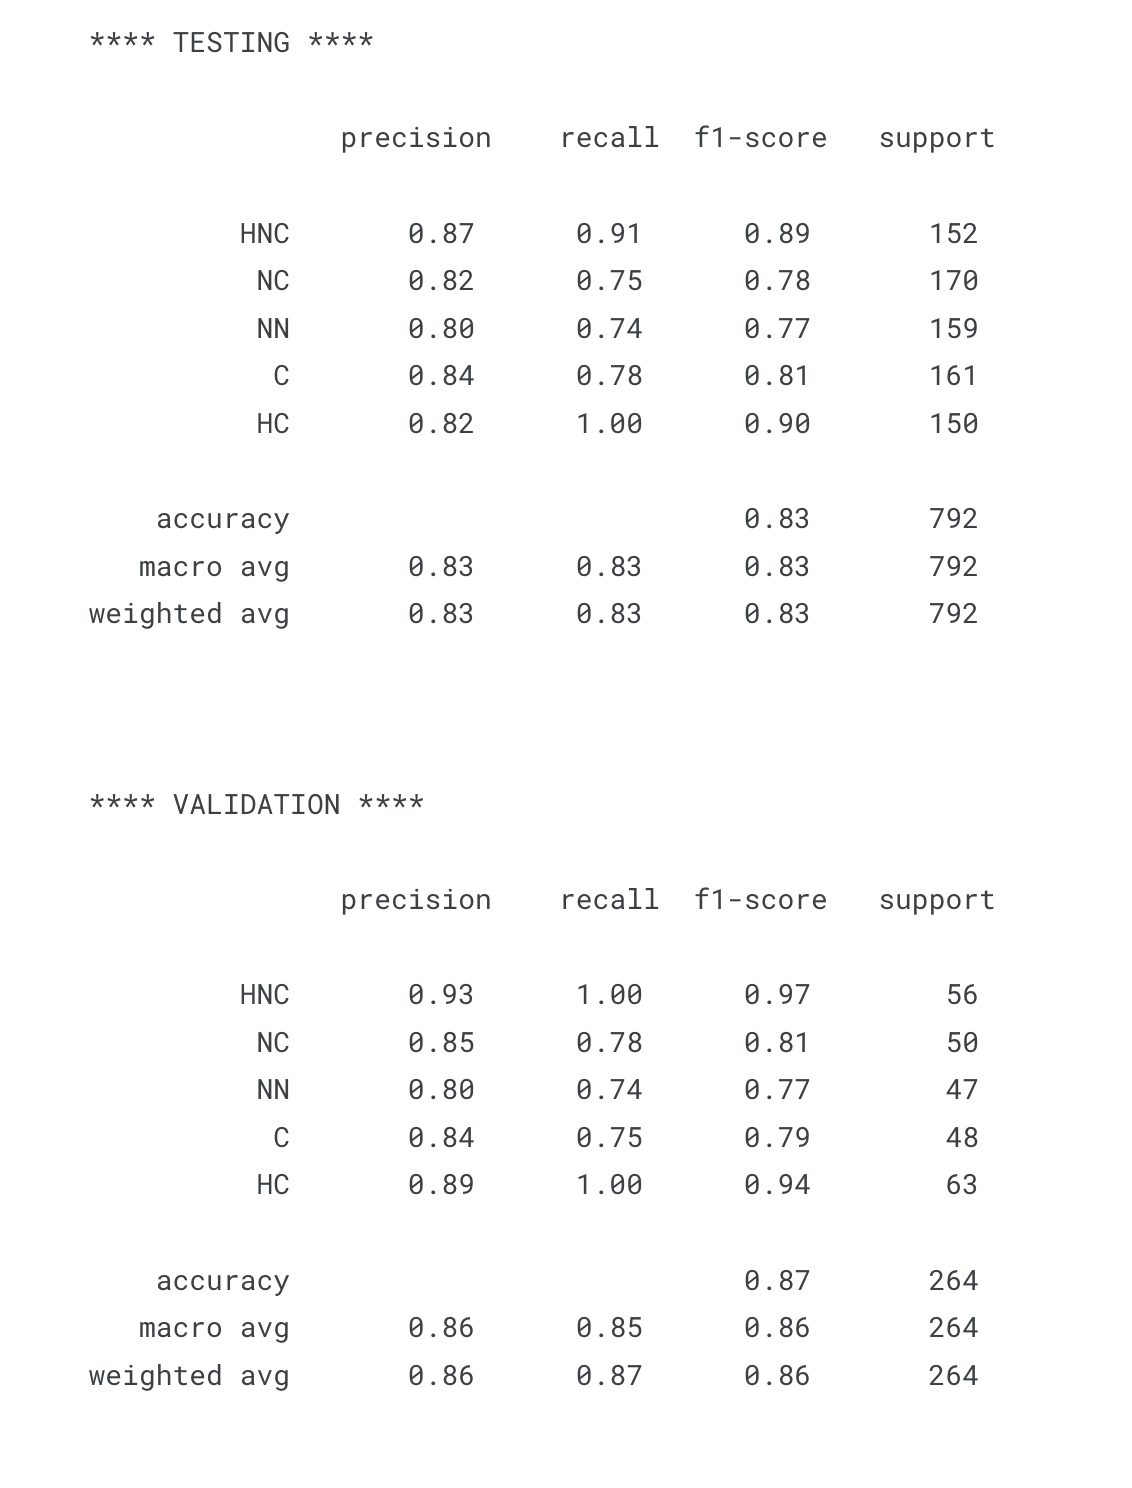 **** TESTING ****
precision recall f1-score support
HNC 0.87 0.91 0.89 152
NC 0.82 0.75 0.78 170
NN 0.80 0.74 0.77 159
C 0.84 0.78 0.81 161
HC 0.82 1.00 0.90 150
accuracy 0.83 792
macro avg 0.83 0.83 0.83 792
weighted avg 0.83 0.83 0.83 792
**** VALIDATION ****
precision recall f1-score support
HNC 0.93 1.00 0.97 56
NC 0.85 0.78 0.81 50
NN 0.80 0.74 0.77 47
C 0.84 0.75 0.79 48
HC 0.89 1.00 0.94 63
accuracy 0.87 264
macro avg 0.86 0.85 0.86 264
weighted avg 0.86 0.87 0.86 264